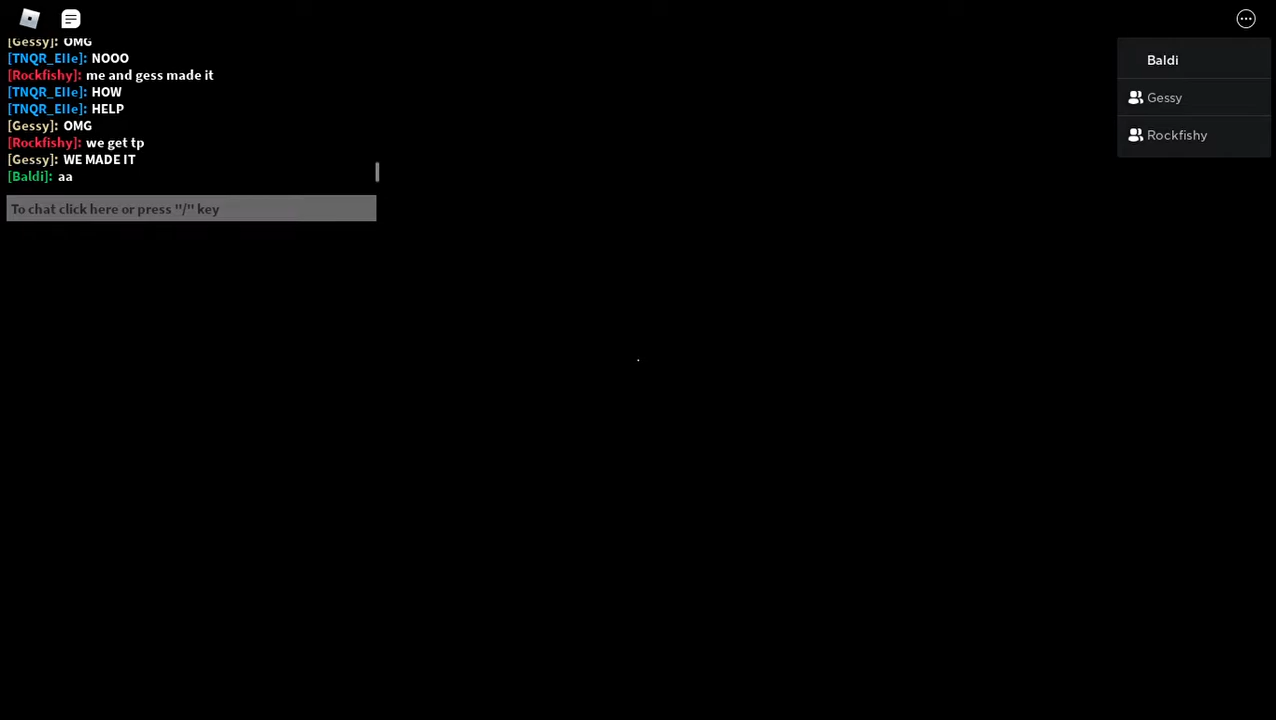 [Gessy]: OMG
[TNQR_Elle]: NOOO
[Rockfishy]: me and gess made it
[TNQR_Elle]: HOW
[TNQR_Elle]: HELP
[Gessy]: OMG
[Rockfishy]: we get tp
[Gessy]: WE MADE IT
[Baldi]: aa
To chat click here or press "/" key
Baldi
Gessy
Rockfishy